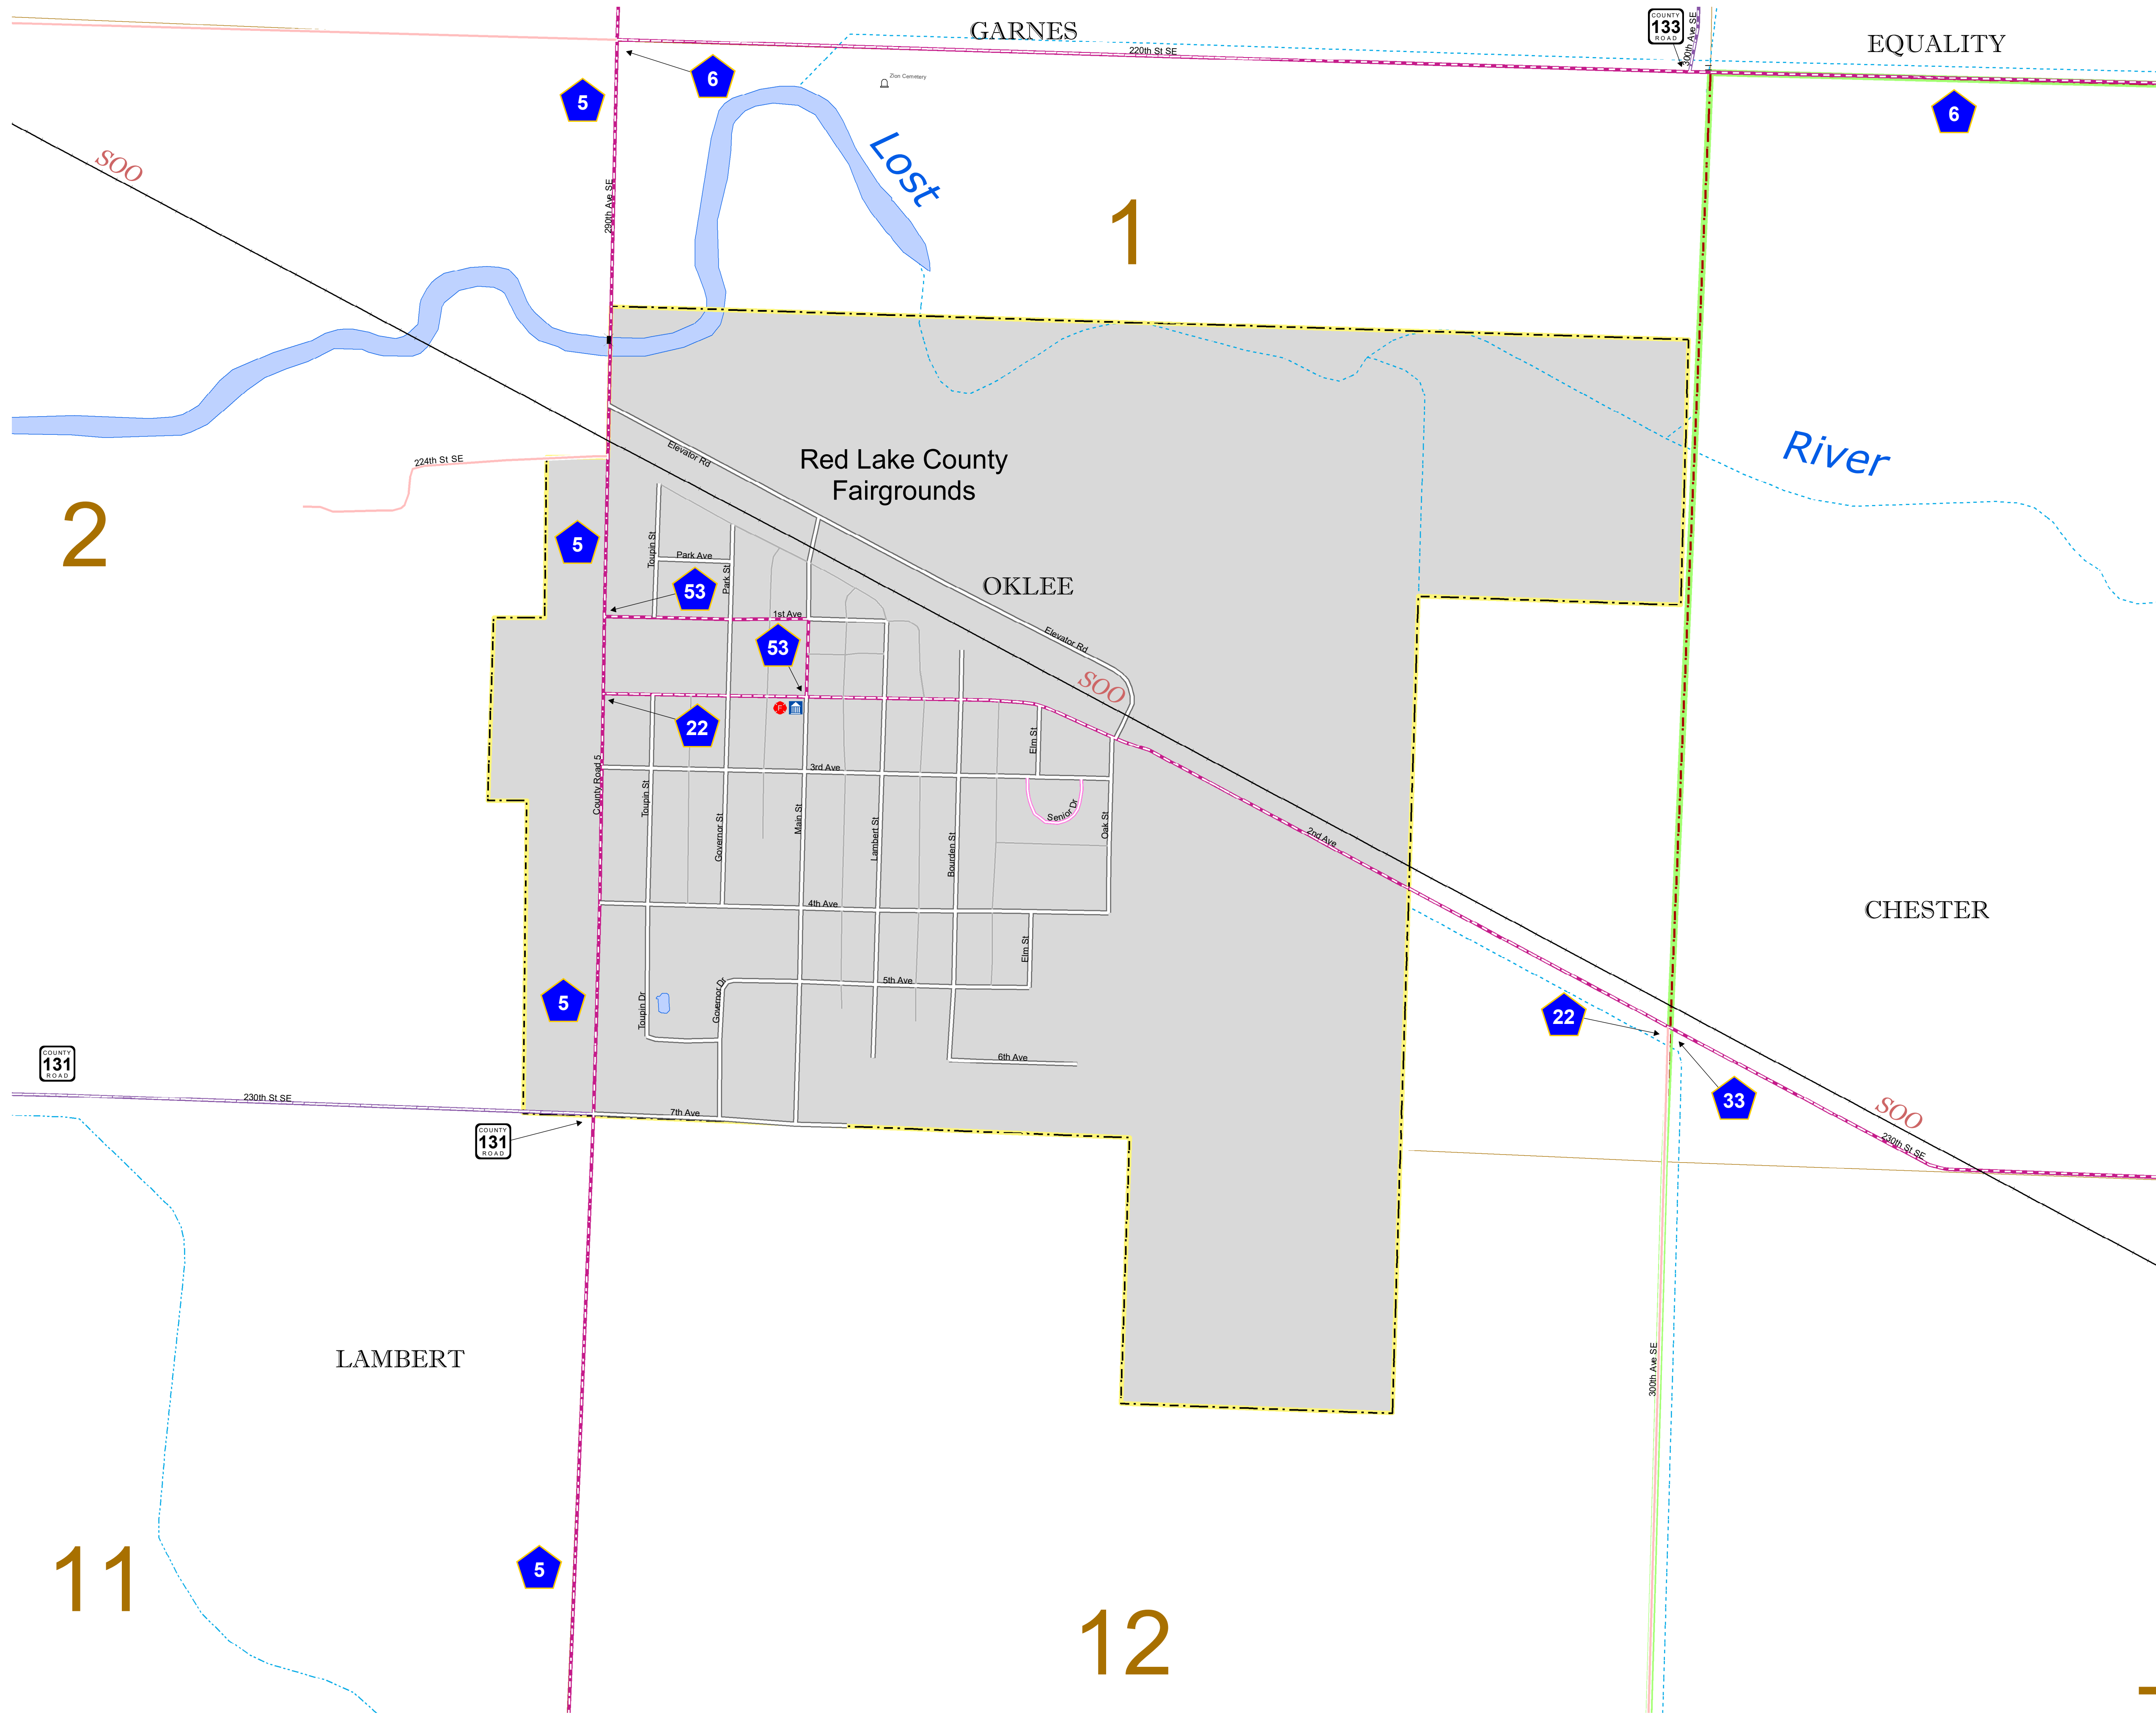 GARNES
COUNTY
133
ROAD
300th Ave SE
EQUALITY
220th St SE
6
5
Zion Cemetery
6
SOO
Lost
290th Ave SE
1
River
224th St SE
Elevator Rd
Red Lake County
Fairgrounds
2
5
Toupin St
Park Ave
Park St
53
OKLEE
1st Ave
53
Elevator Rd
SOO
F
22
Elm St
County Road 5
3rd Ave
Toupin St
Governor St
Main St
Lambert St
Bourden St
Senior Dr
Oak St
2nd Ave
4th Ave
CHESTER
Elm St
5th Ave
5
Toupin Dr
Governor Dr
22
COUNTY
131
ROAD
6th Ave
230th St SE
7th Ave
33
SOO
COUNTY
131
ROAD
230th St SE
LAMBERT
300th Ave SE
5
11
12